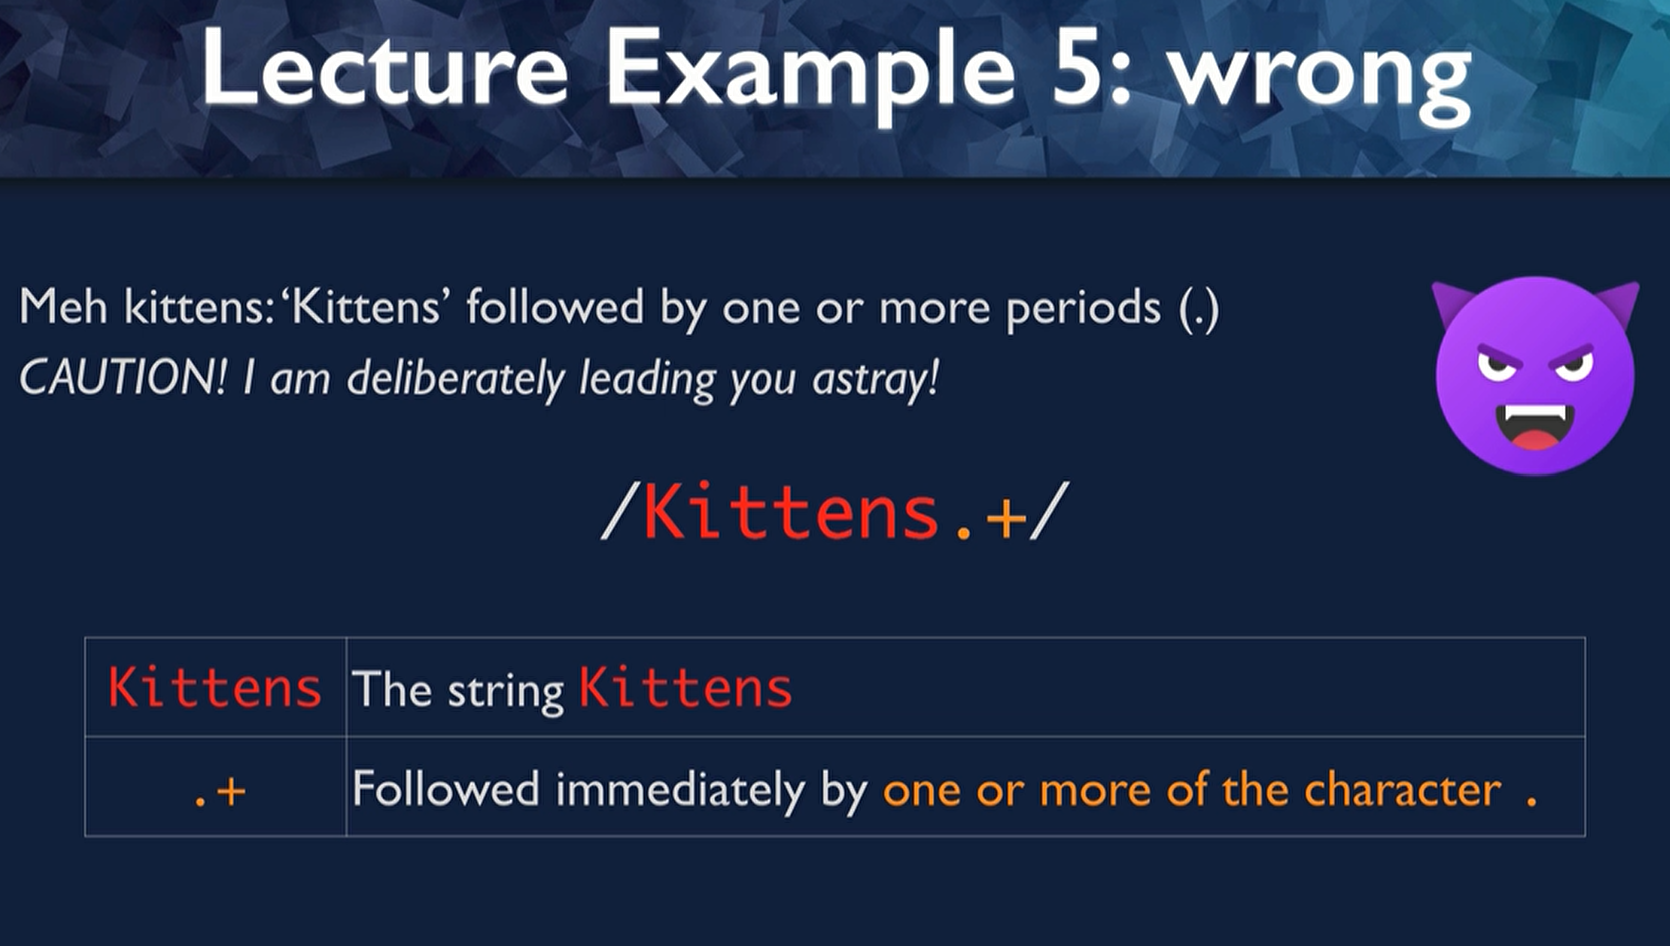 Lecture Example 5: wrong
Meh kittens: ‘Kittens’ followed by one or more periods (.)
CAUTION! I am deliberately leading you astray!
/Kittens.+/
Kittens The string Kittens
.+ Followed immediately by one or more of the character .